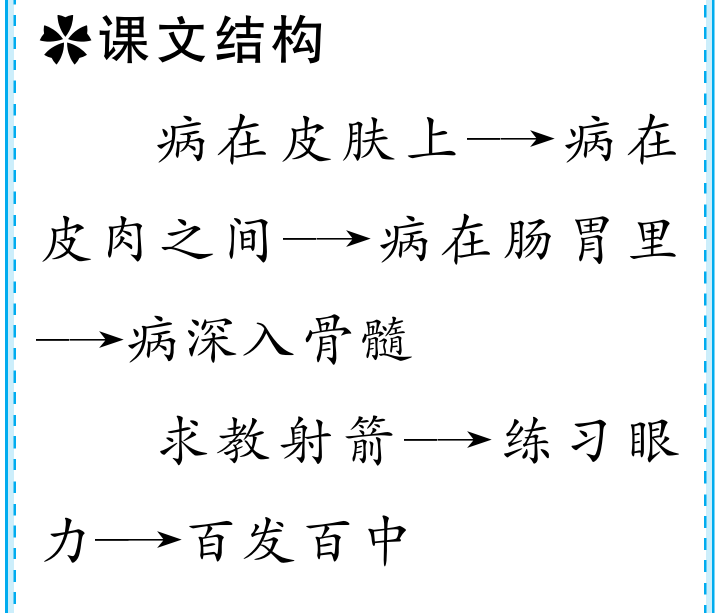 课文结构
病在皮肤上→病在
皮肉之间→病在肠胃里
→病深入骨髓
求教射箭→练习眼
力→百发百中